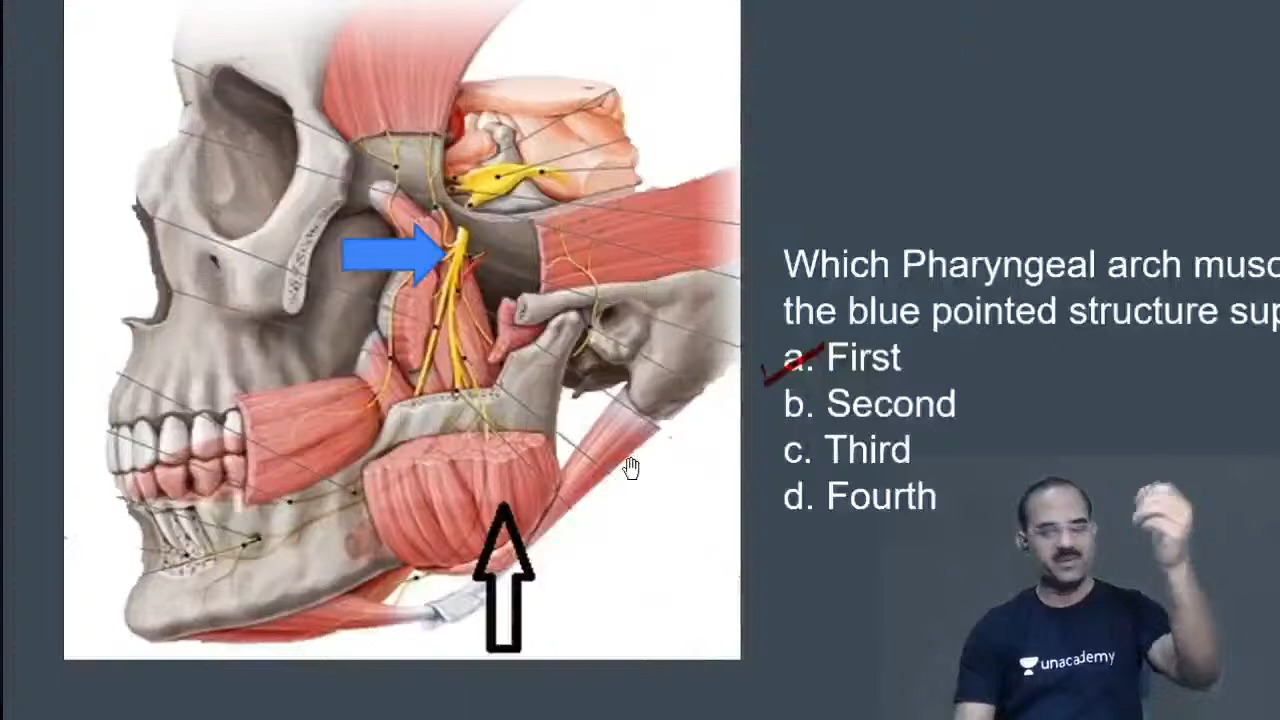 Which Pharyngeal arch musc
the blue pointed structure sup
a. First
b. Second
c. Third
d. Fourth
unacademy